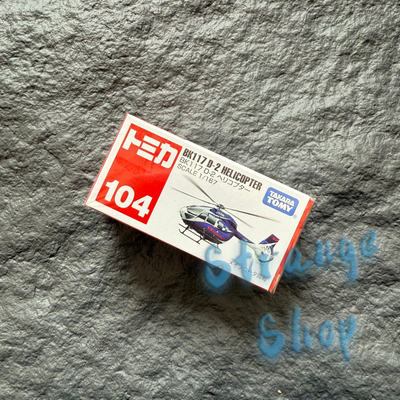 トミカ
104
BK117 D-2 HELICOPTER
BK117 D-2 ヘリコプター
SCALE 1/167
TAKARA
TOMY
Strange
Shop